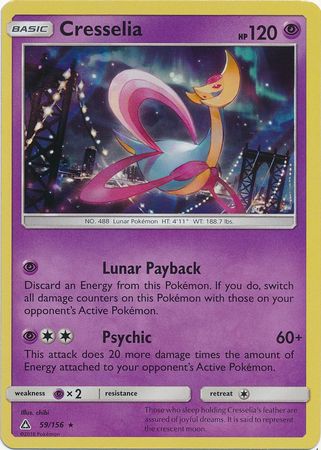 BASIC Cresselia HP 120
NO. 488 Lunar Pokémon HT: 4'11" WT: 188.7 lbs.
Lunar Payback
Discard an Energy from this Pokémon. If you do, switch
all damage counters on this Pokémon with those on your
opponent's Active Pokémon.
Psychic 60+
This attack does 20 more damage times the amount of
Energy attached to your opponent's Active Pokémon.
weakness × 2 resistance retreat
Illus. chibi
59/156 ★
©2018 Pokémon
Those who sleep holding Cresselia's feather
are assured of joyful dreams. It is said to represent
the crescent moon.